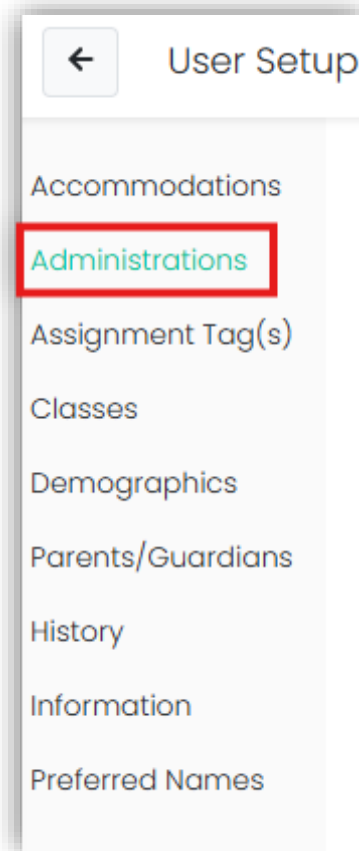 User Setup
Accommodations
Administrations
Assignment Tag(s)
Classes
Demographics
Parents/Guardians
History
Information
Preferred Names